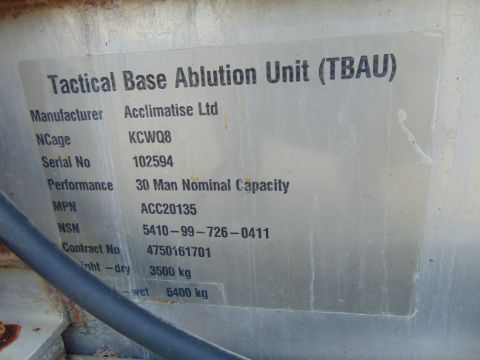 Tactical Base Ablution Unit (TBAU)
Manufacturer Acclimatise Ltd
NCage KCWQ8
Serial No 102594
Performance 30 Man Nominal Capacity
MPN ACC20135
NSN 5410-99-726-0411
Contract No 4750161701
ight-dry 3500 kg
-wet 5400 kg